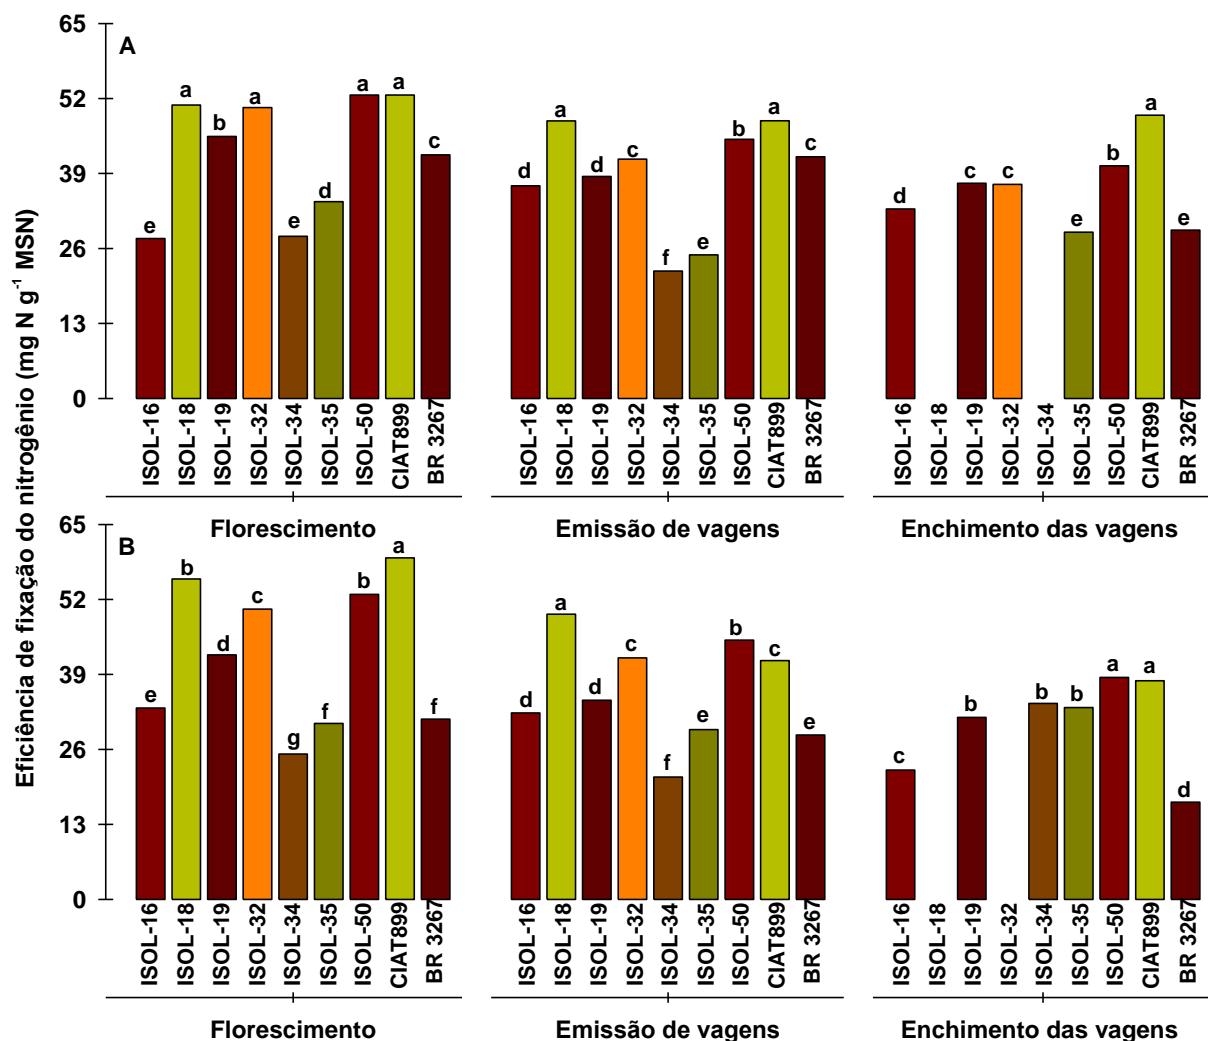 Eficiência de fixação do nitrogênio (mg N g⁻¹ MSN)
A
65
52
39
26
13
0
e a b a e d a a c
d a d c f e b a c
d c c e b a e
ISOL-16 ISOL-18 ISOL-19 ISOL-32 ISOL-34 ISOL-35 ISOL-50 CIAT899 BR 3267
ISOL-16 ISOL-18 ISOL-19 ISOL-32 ISOL-34 ISOL-35 ISOL-50 CIAT899 BR 3267
ISOL-16 ISOL-18 ISOL-19 ISOL-32 ISOL-34 ISOL-35 ISOL-50 CIAT899 BR 3267
Florescimento Emissão de vagens Enchimento das vagens
B
65
52
39
26
13
0
e b d c g f b a f
d a d c f e b c e
c b b b a a d
ISOL-16 ISOL-18 ISOL-19 ISOL-32 ISOL-34 ISOL-35 ISOL-50 CIAT899 BR 3267
ISOL-16 ISOL-18 ISOL-19 ISOL-32 ISOL-34 ISOL-35 ISOL-50 CIAT899 BR 3267
ISOL-16 ISOL-18 ISOL-19 ISOL-32 ISOL-34 ISOL-35 ISOL-50 CIAT899 BR 3267
Florescimento Emissão de vagens Enchimento das vagens